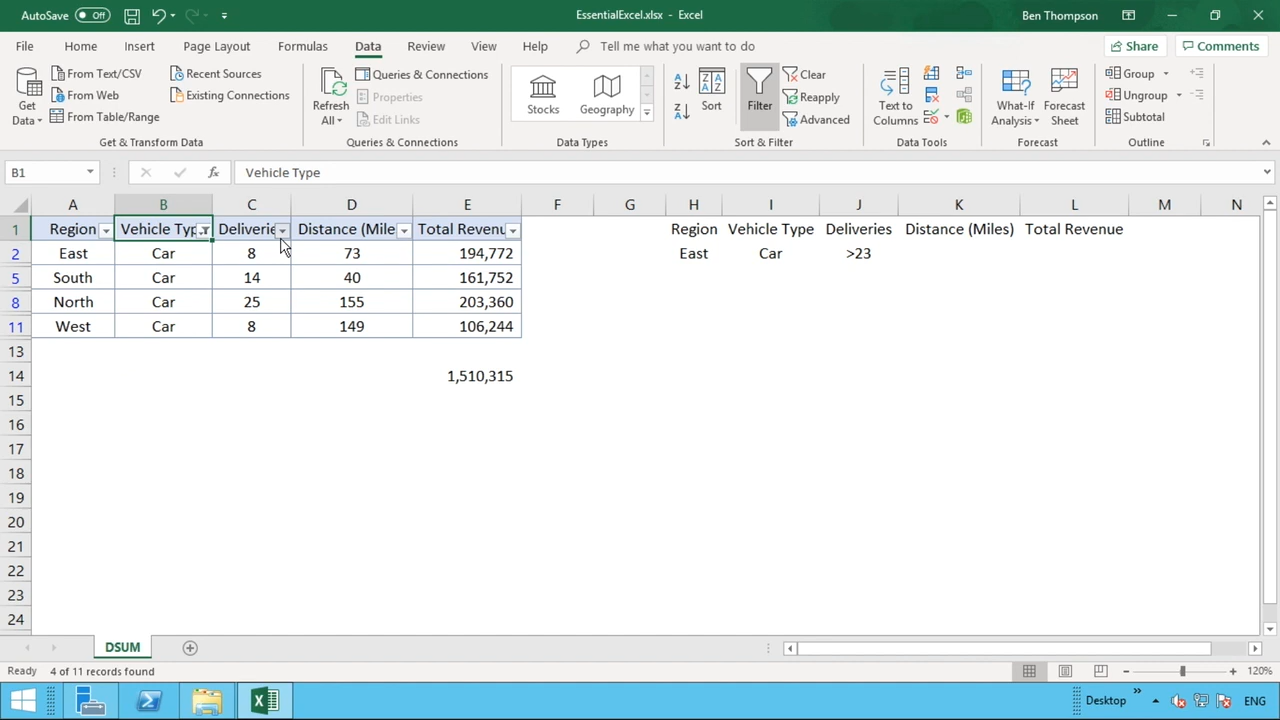 AutoSave Off EssentialExcel.xlsx - Excel Ben Thompson
File Home Insert Page Layout Formulas Data Review View Help Tell me what you want to do Share Comments
Get Data From Text/CSV Recent Sources Refresh All Queries & Connections Stocks Geography Sort Filter Clear Text to Columns What-If Analysis Forecast Sheet Group
From Web Existing Connections Properties Reapply Ungroup
From Table/Range Edit Links Advanced Subtotal
Get & Transform Data Queries & Connections Data Types Sort & Filter Data Tools Forecast Outline
B1 fx Vehicle Type
A B C D E F G H I J K L M N
1 Region Vehicle Typ Deliverie Distance (Mile Total Revenu Region Vehicle Type Deliveries Distance (Miles) Total Revenue
2 East Car 8 73 194,772 East Car >23
5 South Car 14 40 161,752
8 North Car 25 155 203,360
11 West Car 8 149 106,244
13
14 1,510,315
15
16
17
18
19
20
21
22
23
24
DSUM
Ready 4 of 11 records found 120%
Desktop ENG